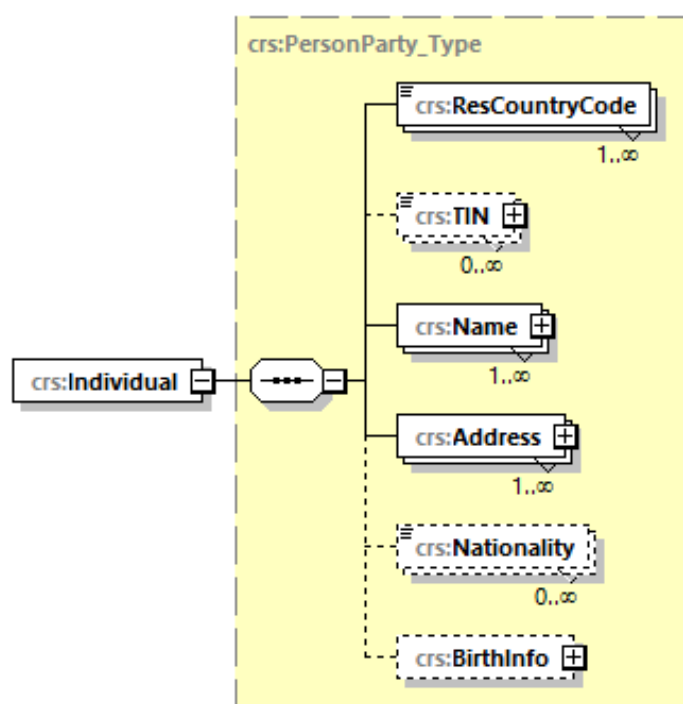 crs:PersonParty_Type
crs:ResCountryCode
1..∞
crs:TIN
0..∞
crs:Name
1..∞
crs:Individual
crs:Address
1..∞
crs:Nationality
0..∞
crs:BirthInfo